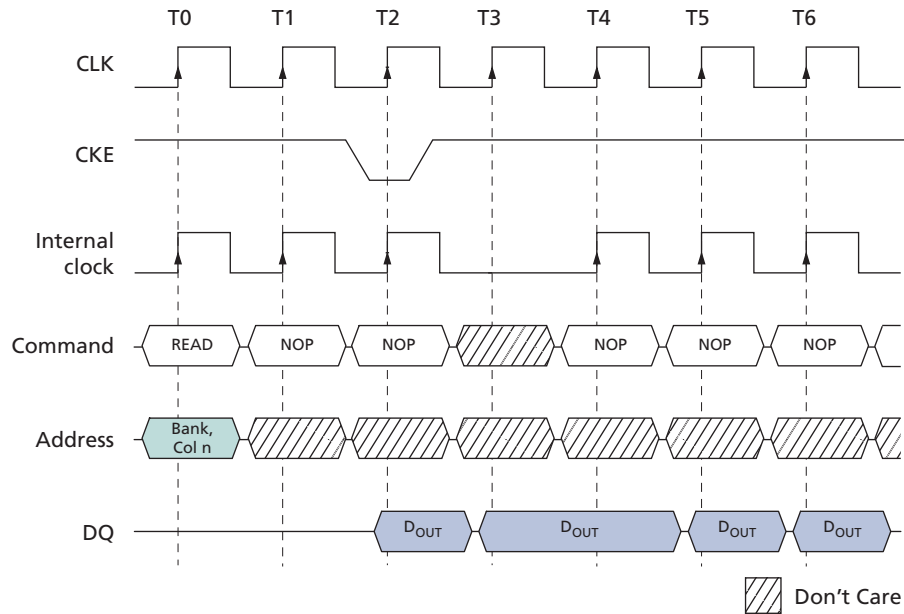 T0 T1 T2 T3 T4 T5 T6
CLK
CKE
Internal
clock
Command READ NOP NOP NOP NOP NOP
Address Bank,
Col n
DQ DOUT DOUT DOUT DOUT
Don't Care